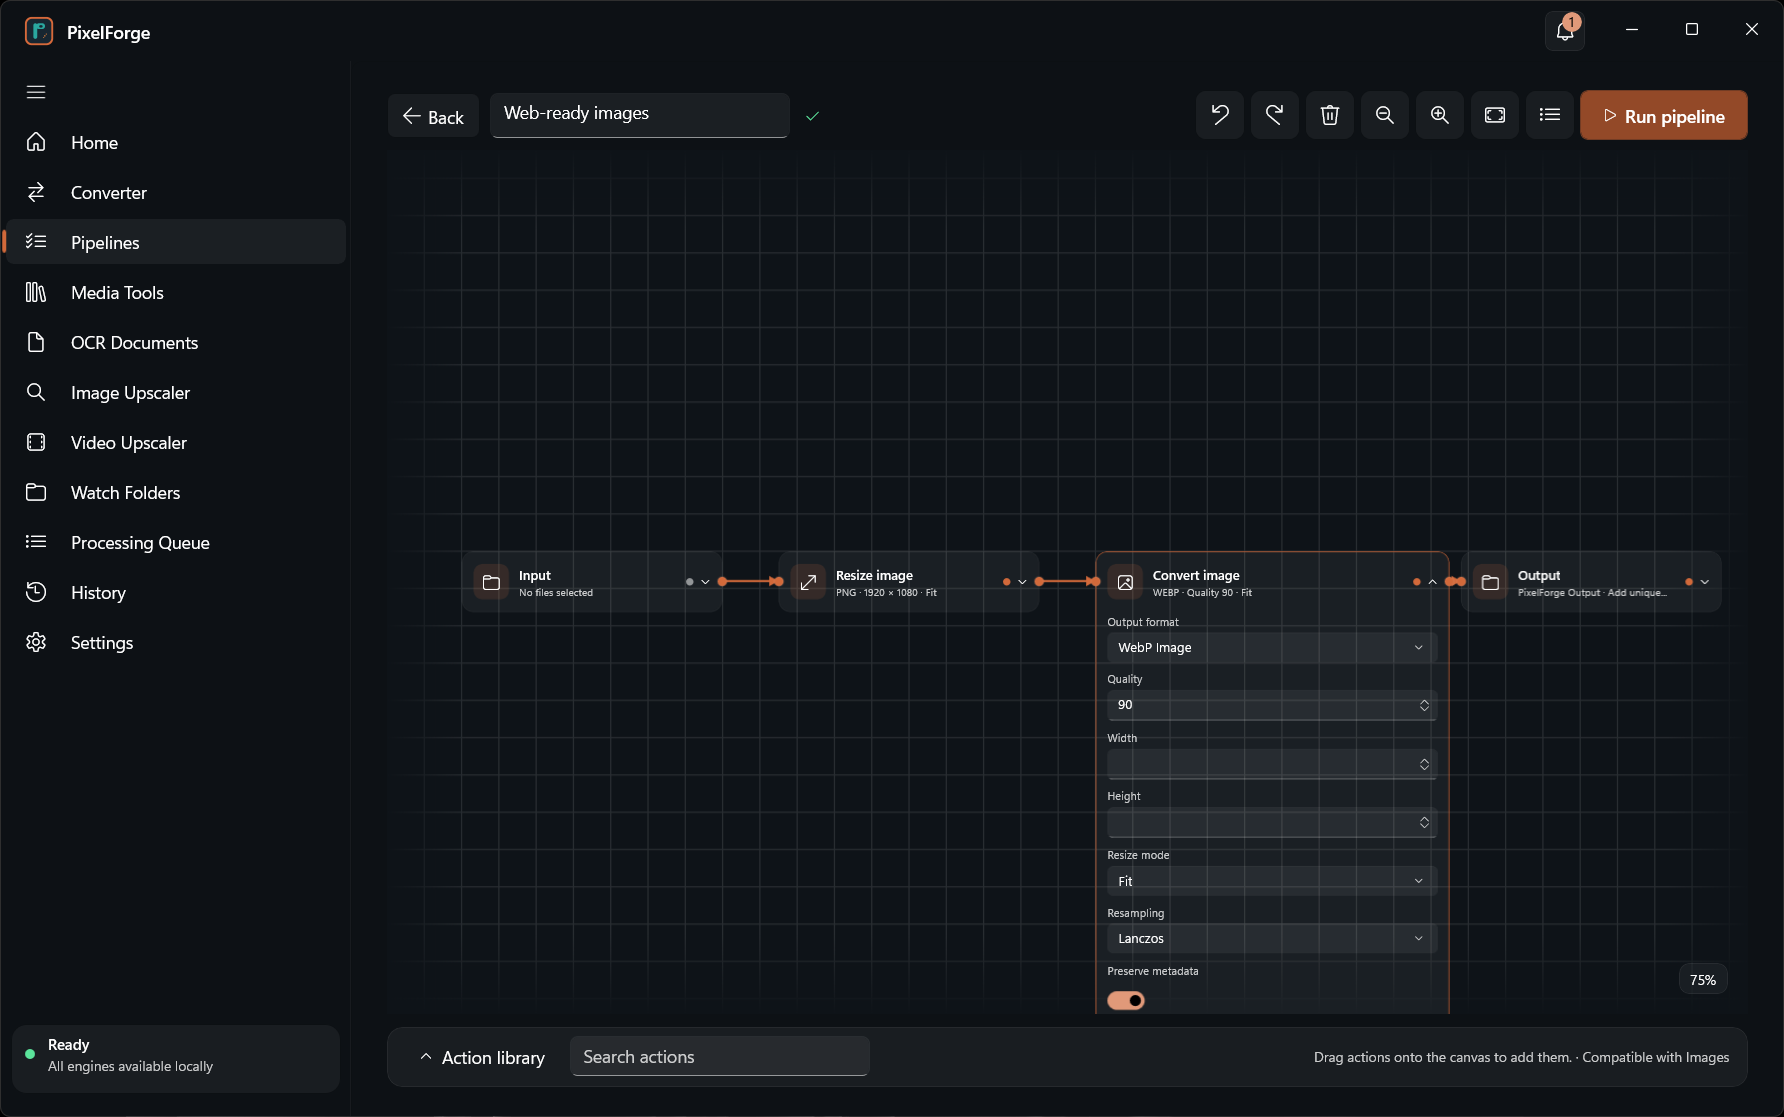 PixelForge
1
Home
Converter
Pipelines
Media Tools
OCR Documents
Image Upscaler
Video Upscaler
Watch Folders
Processing Queue
History
Settings
Ready
All engines available locally
Back
Web-ready images
Run pipeline
Input
No files selected
Resize image
PNG · 1920 × 1080 · Fit
Convert image
WEBP · Quality 90 · Fit
Output format
WebP Image
Quality
90
Width
Height
Resize mode
Fit
Resampling
Lanczos
Preserve metadata
Output
PixelForge Output · Add unique...
75%
Action library
Search actions
Drag actions onto the canvas to add them. · Compatible with Images